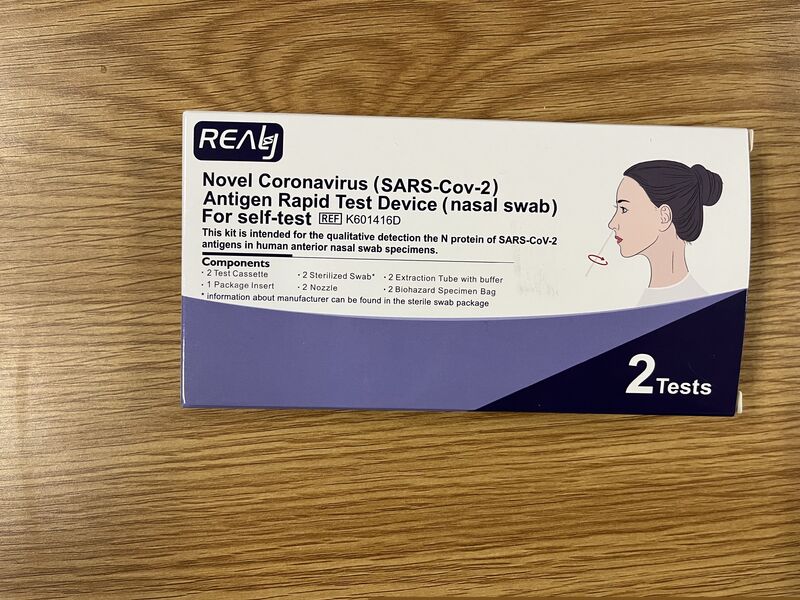 REALY
Novel Coronavirus (SARS-Cov-2)
Antigen Rapid Test Device (nasal swab)
For self-test REF K601416D
This kit is intended for the qualitative detection the N protein of SARS-CoV-2
antigens in human anterior nasal swab specimens.
Components
· 2 Test Cassette · 2 Sterilized Swab* · 2 Extraction Tube with buffer
· 1 Package Insert · 2 Nozzle · 2 Biohazard Specimen Bag
* information about manufacturer can be found in the sterile swab package
2 Tests